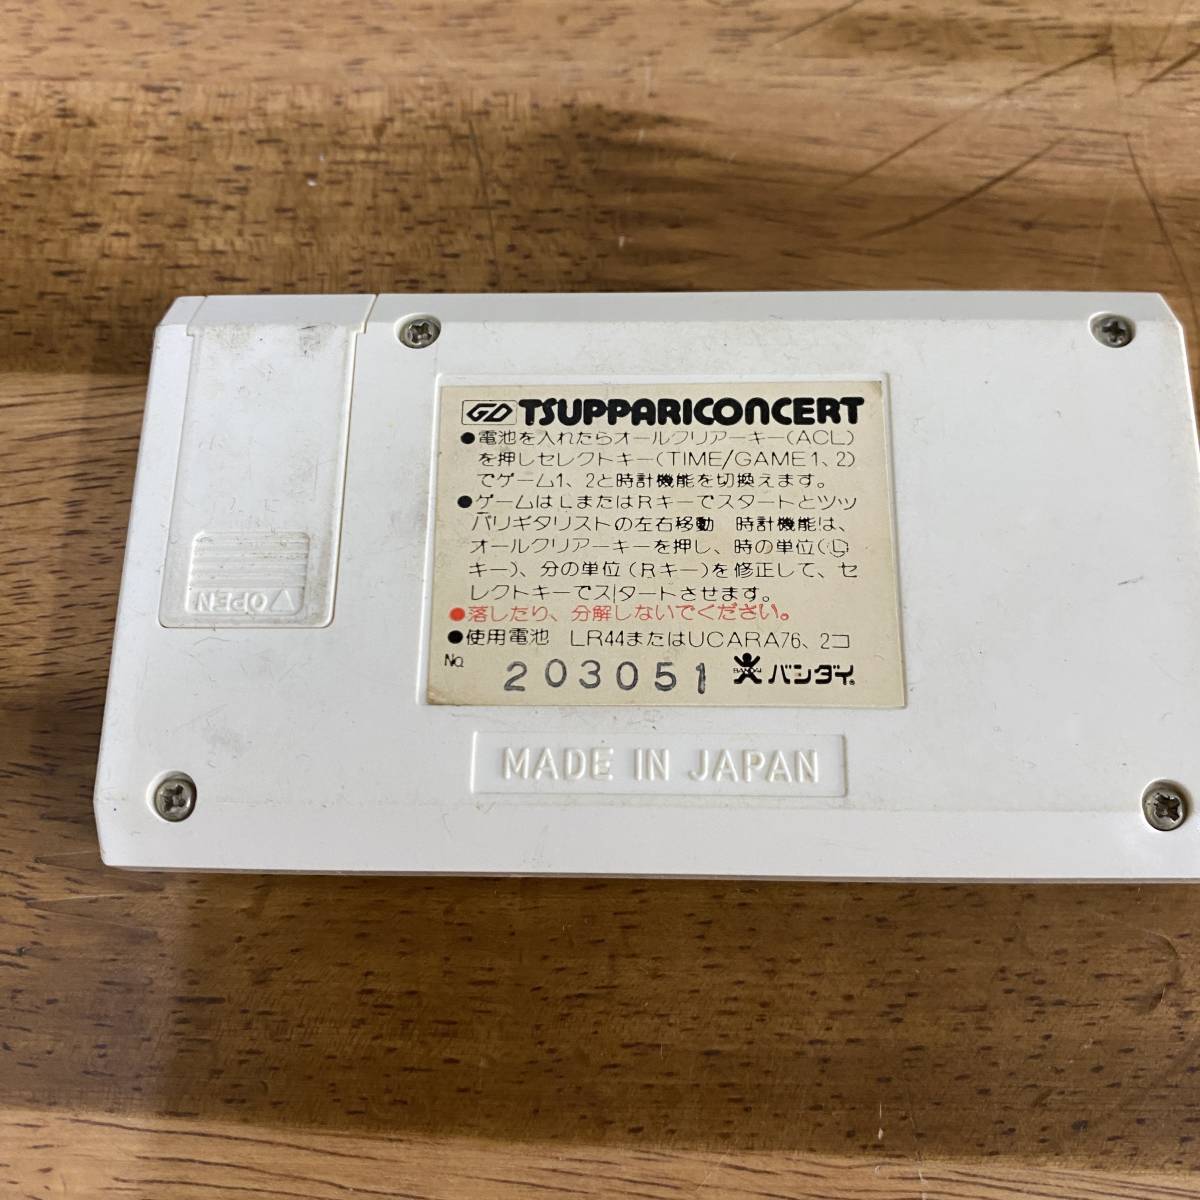 GD TSUPPARICONCERT
●電池を入れたらオールクリアーキー(ACL)
を押しセレクトキー(TIME/GAME1、2)
でゲーム1、2と時計機能を切換えます。
●ゲームはLまたはRキーでスタートとツッ
パリギタリストの左右移動 時計機能は、
オールクリアーキーを押し、時の単位(L
キー)、分の単位(Rキー)を修正して、セ
レクトキーでスタートさせます。
●落したり、分解しないでください。
●使用電池 LR44またはUCARA76、2コ
No. 203051 BANDAI バンダイ®
OPEN
MADE IN JAPAN